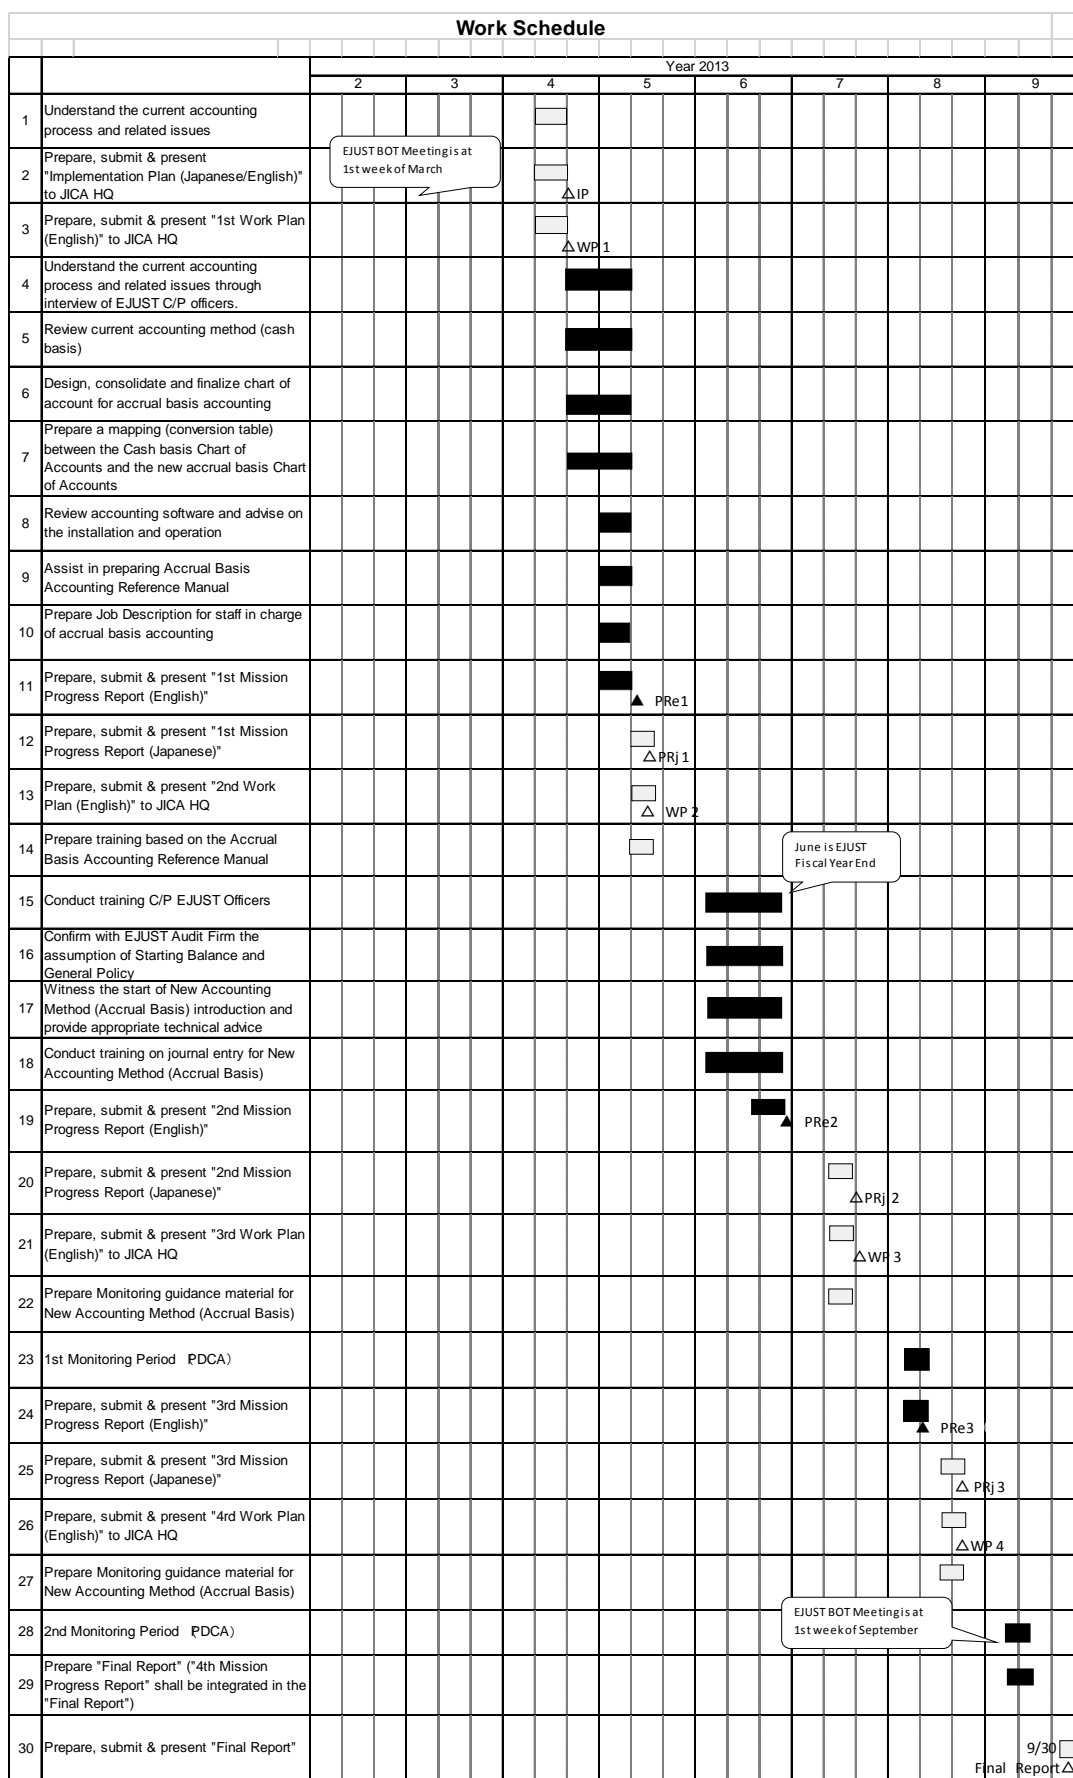 Work Schedule
Year 2013
2 3 4 5 6 7 8 9
1 Understand the current accounting
process and related issues
EJUST BOT Meeting is at
1st week of March
2 Prepare, submit & present
"Implementation Plan (Japanese/English)"
to JICA HQ
△IP
3 Prepare, submit & present "1st Work Plan
(English)" to JICA HQ
△WP 1
4 Understand the current accounting
process and related issues through
interview of EJUST C/P officers.
5 Review current accounting method (cash
basis)
6 Design, consolidate and finalize chart of
account for accrual basis accounting
7 Prepare a mapping (conversion table)
between the Cash basis Chart of
Accounts and the new accrual basis Chart
of Accounts
8 Review accounting software and advise on
the installation and operation
9 Assist in preparing Accrual Basis
Accounting Reference Manual
10 Prepare Job Description for staff in charge
of accrual basis accounting
11 Prepare, submit & present "1st Mission
Progress Report (English)"
▲ PRe1
12 Prepare, submit & present "1st Mission
Progress Report (Japanese)"
△PRj 1
13 Prepare, submit & present "2nd Work
Plan (English)" to JICA HQ
△ WP 2
14 Prepare training based on the Accrual
Basis Accounting Reference Manual
June is EJUST
Fiscal Year End
15 Conduct training C/P EJUST Officers
16 Confirm with EJUST Audit Firm the
assumption of Starting Balance and
General Policy
17 Witness the start of New Accounting
Method (Accrual Basis) introduction and
provide appropriate technical advice
18 Conduct training on journal entry for New
Accounting Method (Accrual Basis)
19 Prepare, submit & present "2nd Mission
Progress Report (English)"
▲ PRe2
20 Prepare, submit & present "2nd Mission
Progress Report (Japanese)"
△PRj 2
21 Prepare, submit & present "3rd Work Plan
(English)" to JICA HQ
△WP 3
22 Prepare Monitoring guidance material for
New Accounting Method (Accrual Basis)
23 1st Monitoring Period （PDCA）
24 Prepare, submit & present "3rd Mission
Progress Report (English)"
▲ PRe3
25 Prepare, submit & present "3rd Mission
Progress Report (Japanese)"
△ PRj 3
26 Prepare, submit & present "4rd Work Plan
(English)" to JICA HQ
△WP 4
27 Prepare Monitoring guidance material for
New Accounting Method (Accrual Basis)
EJUST BOT Meeting is at
1st week of September
28 2nd Monitoring Period （PDCA）
29 Prepare "Final Report" ("4th Mission
Progress Report" shall be integrated in the
"Final Report")
30 Prepare, submit & present "Final Report"
9/30
Final Report△